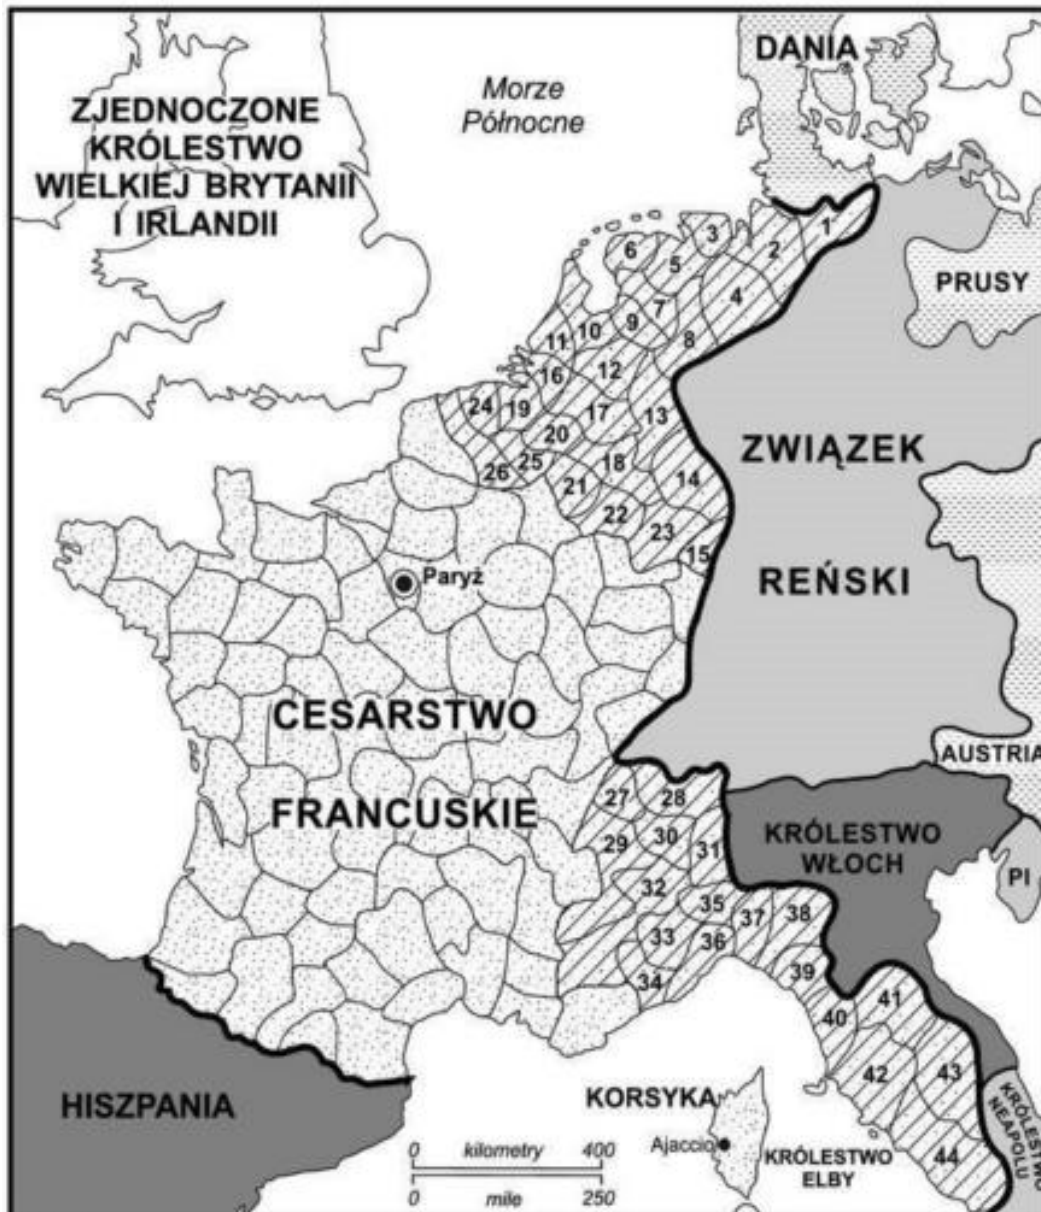 DANIA
ZJEDNOCZONE
KRÓLESTWO
WIELKIEJ BRYTANII
I IRLANDII
Morze
Północne
1
2
3
4
5
6
7
8
9
10
11
12
13
14
15
16
17
18
19
20
21
22
23
24
25
26
PRUSY
ZWIĄZEK
REŃSKI
Paryż
CESARSTWO
FRANCUSKIE
AUSTRIA
KRÓLESTWO
WŁOCH
PI
27
28
29
30
31
32
33
34
35
36
37
38
39
40
41
42
43
44
HISZPANIA
KORSYKA
Ajaccio
KRÓLESTWO
ELBY
KRÓLESTWO
NEAPOLU
0 kilometry 400
0 mile 250